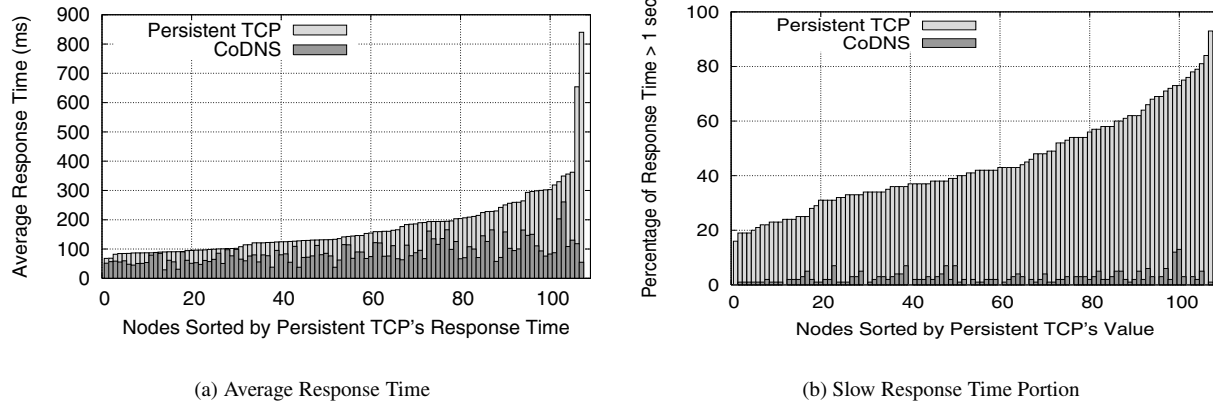 900
800
700
600
500
400
300
200
100
0
Average Response Time (ms)
Persistent TCP
CoDNS
0 20 40 60 80 100
Nodes Sorted by Persistent TCP's Response Time
(a) Average Response Time
100
80
60
40
20
0
Percentage of Response Time > 1 sec
Persistent TCP
CoDNS
0 20 40 60 80 100
Nodes Sorted by Persistent TCP's Value
(b) Slow Response Time Portion